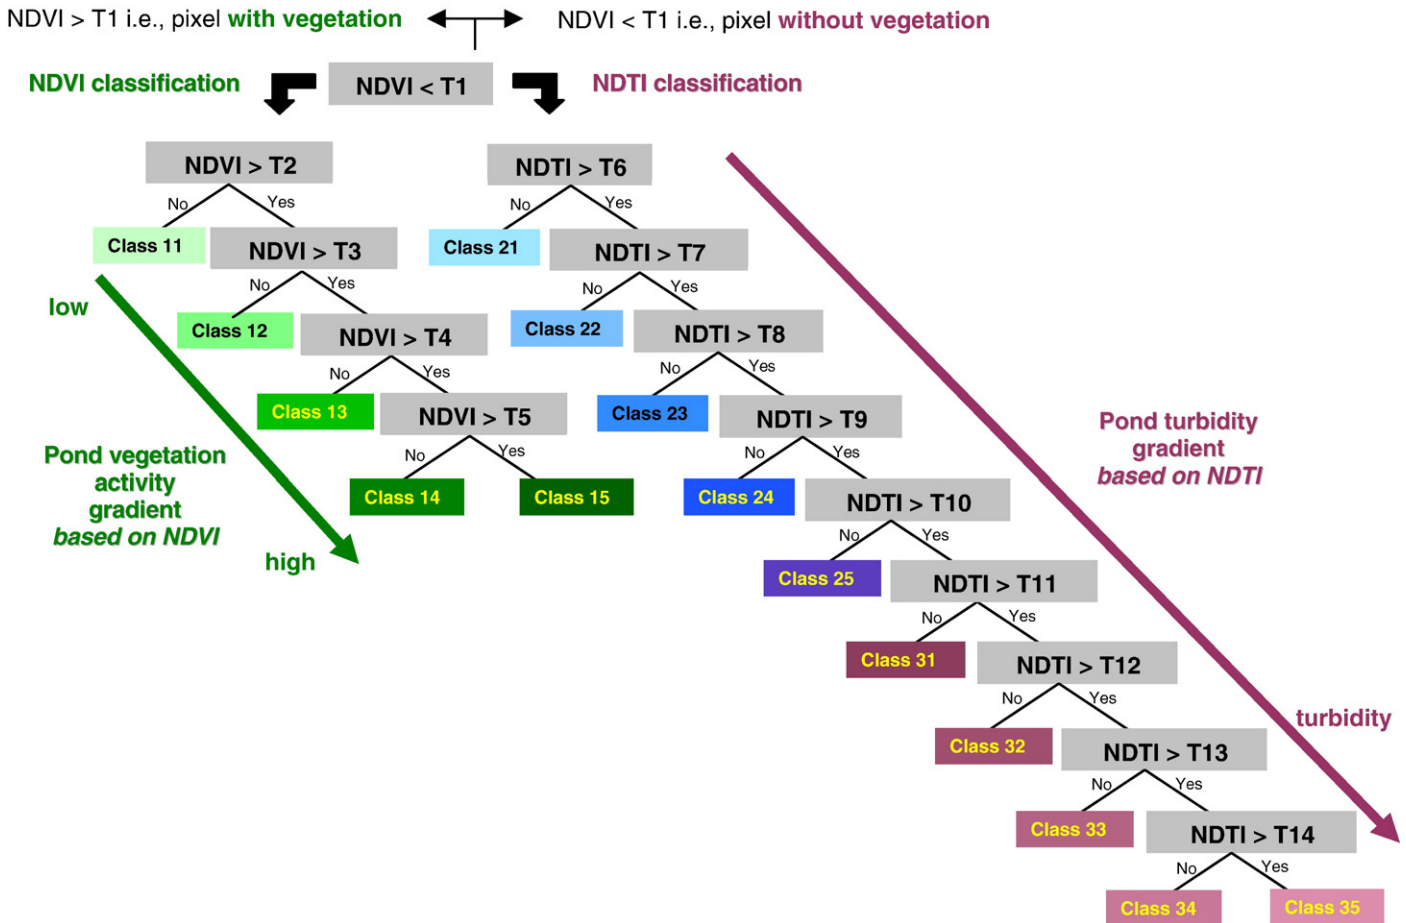 NDVI > T1 i.e., pixel with vegetation
NDVI < T1 i.e., pixel without vegetation
NDVI classification
NDVI < T1
NDTI classification
NDVI > T2
NDTI > T6
No
Yes
No
Yes
Class 11
NDVI > T3
Class 21
NDTI > T7
No
Yes
No
Yes
low
Class 12
NDVI > T4
Class 22
NDTI > T8
No
Yes
No
Yes
Class 13
NDVI > T5
Class 23
NDTI > T9
No
Yes
No
Yes
Pond vegetation
activity
gradient
based on NDVI
Pond turbidity
gradient
based on NDTI
Class 14
Class 15
Class 24
NDTI > T10
high
No
Yes
Class 25
NDTI > T11
No
Yes
Class 31
NDTI > T12
No
Yes
turbidity
Class 32
NDTI > T13
No
Yes
Class 33
NDTI > T14
No
Yes
Class 34
Class 35